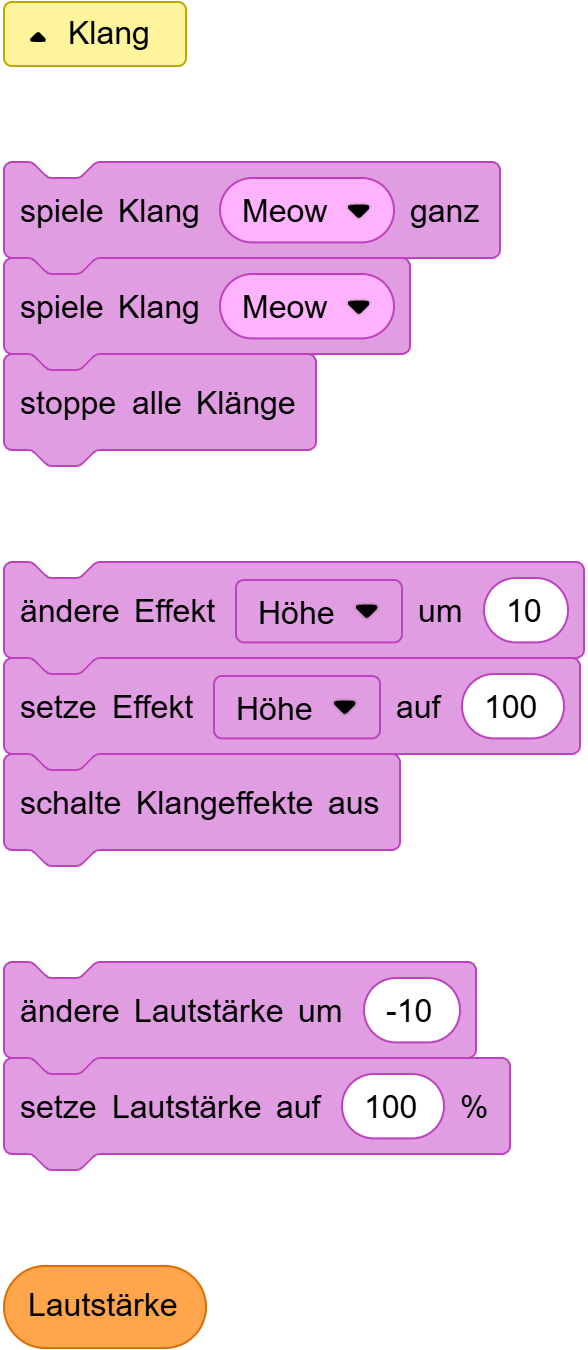 Klang
spiele Klang Meow ganz
spiele Klang Meow
stoppe alle Klänge
ändere Effekt Höhe um 10
setze Effekt Höhe auf 100
schalte Klangeffekte aus
ändere Lautstärke um -10
setze Lautstärke auf 100 %
Lautstärke